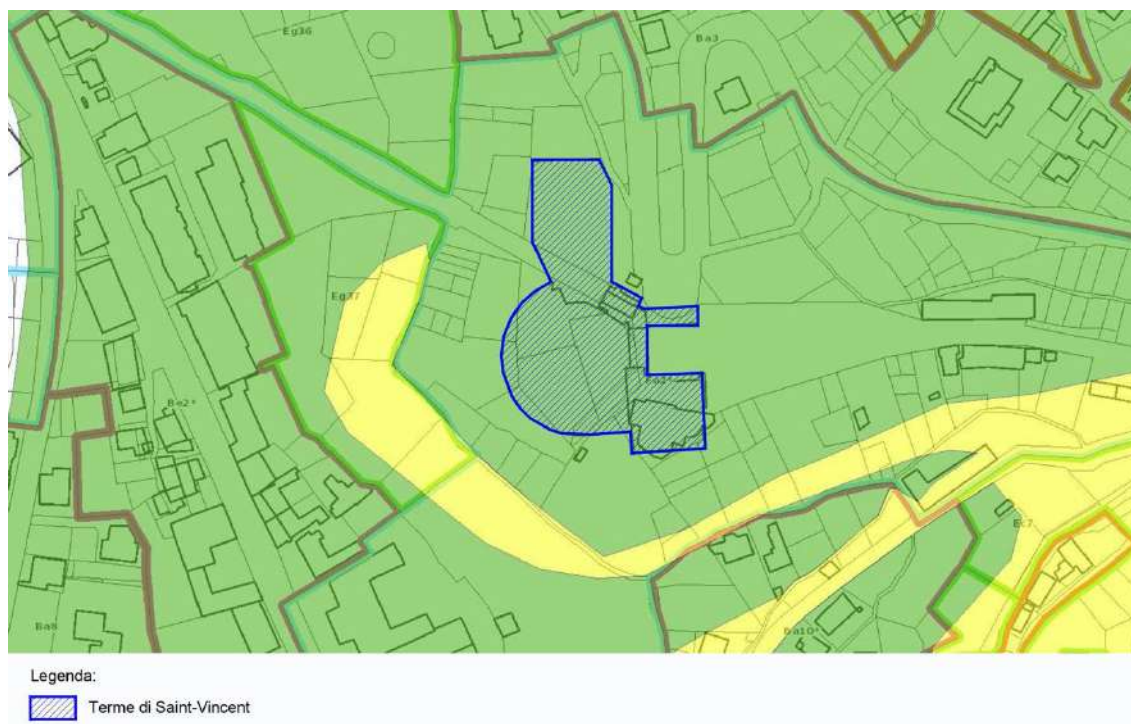 Eg36
Ba3
Eg37
Ba2*
Ec7
Ba8
Ba10*
Legenda:
Terme di Saint-Vincent